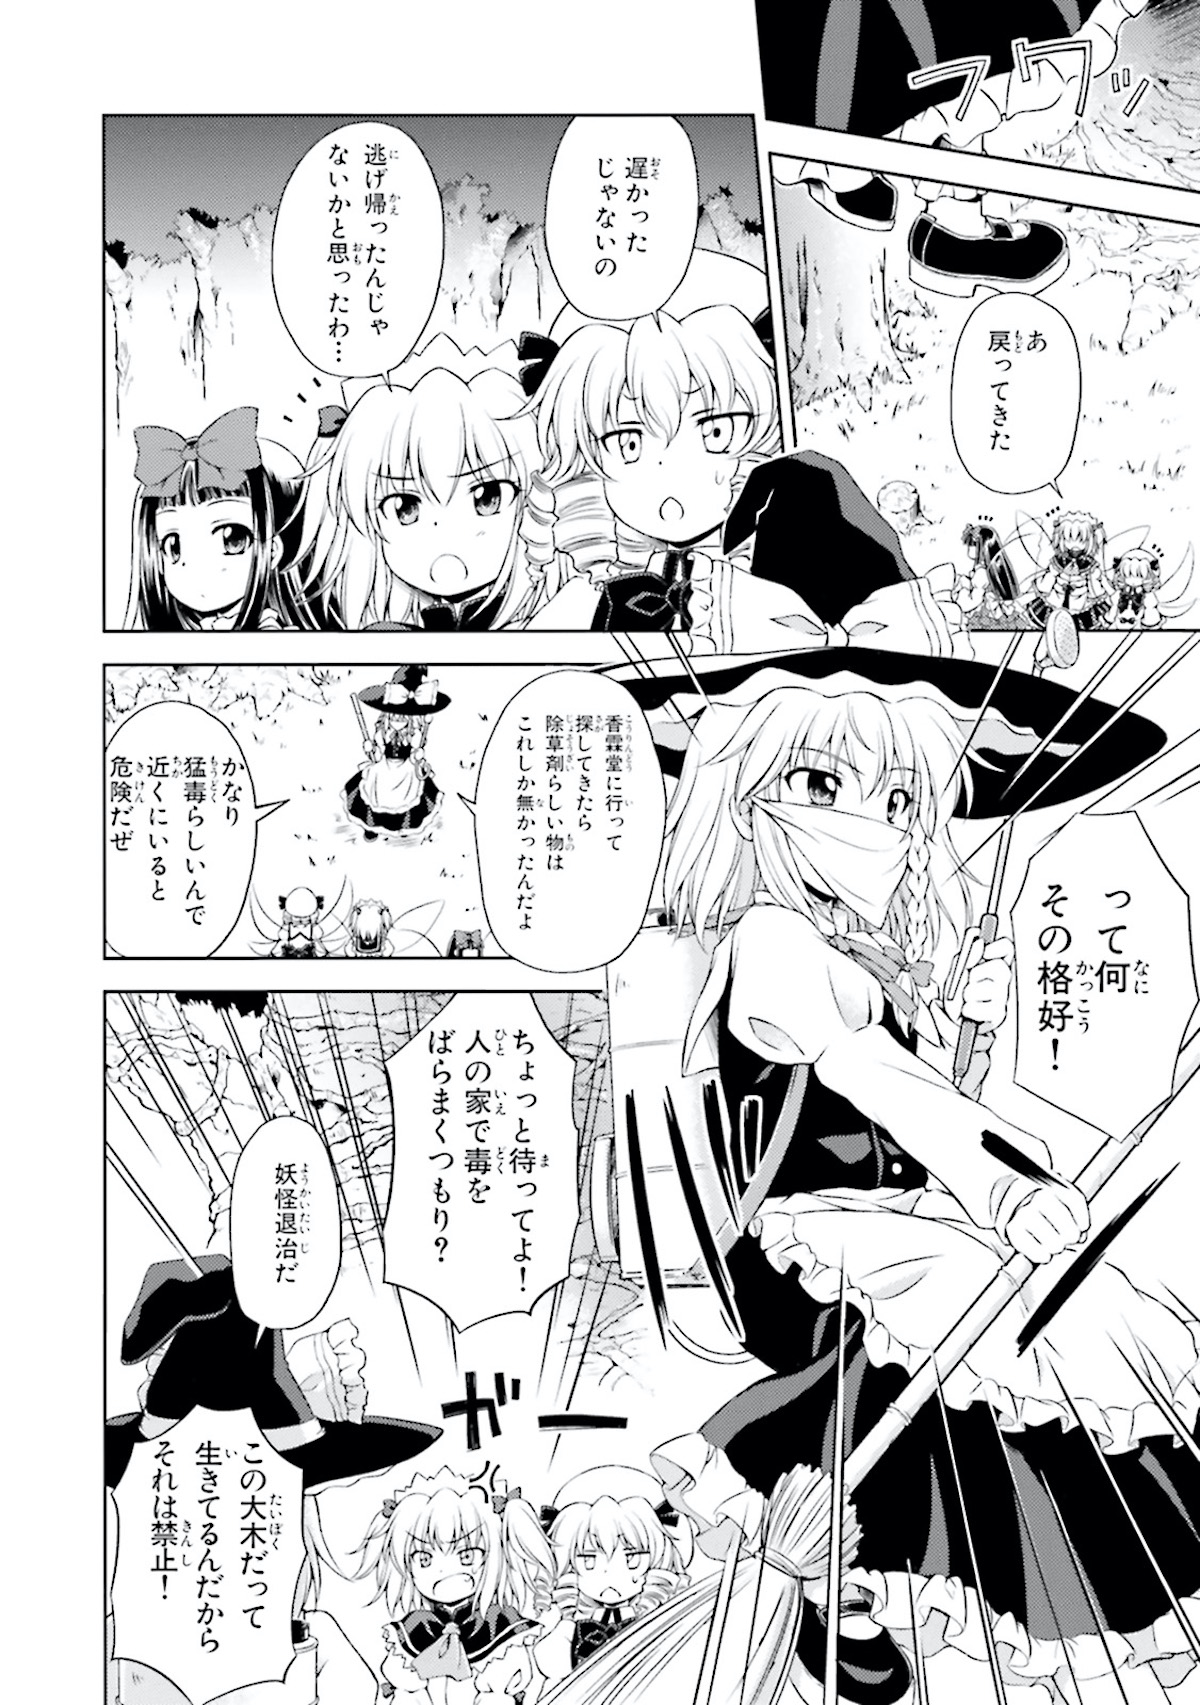 フワッ
あ
戻ってきた
遅かった
じゃないの
逃げ帰ったんじゃ
ないかと思ったわ…
って何
その格好！
香霖堂に行って
探してきたら
除草剤らしい物は
これしか無かったんだよ
かなり
猛毒らしいんで
近くにいると
危険だぜ
ちょっと待ってよ！
人の家で毒を
ばらまくつもり？
妖怪退治だ
ガーー
この大木だって
生きてるんだから
それは禁止！